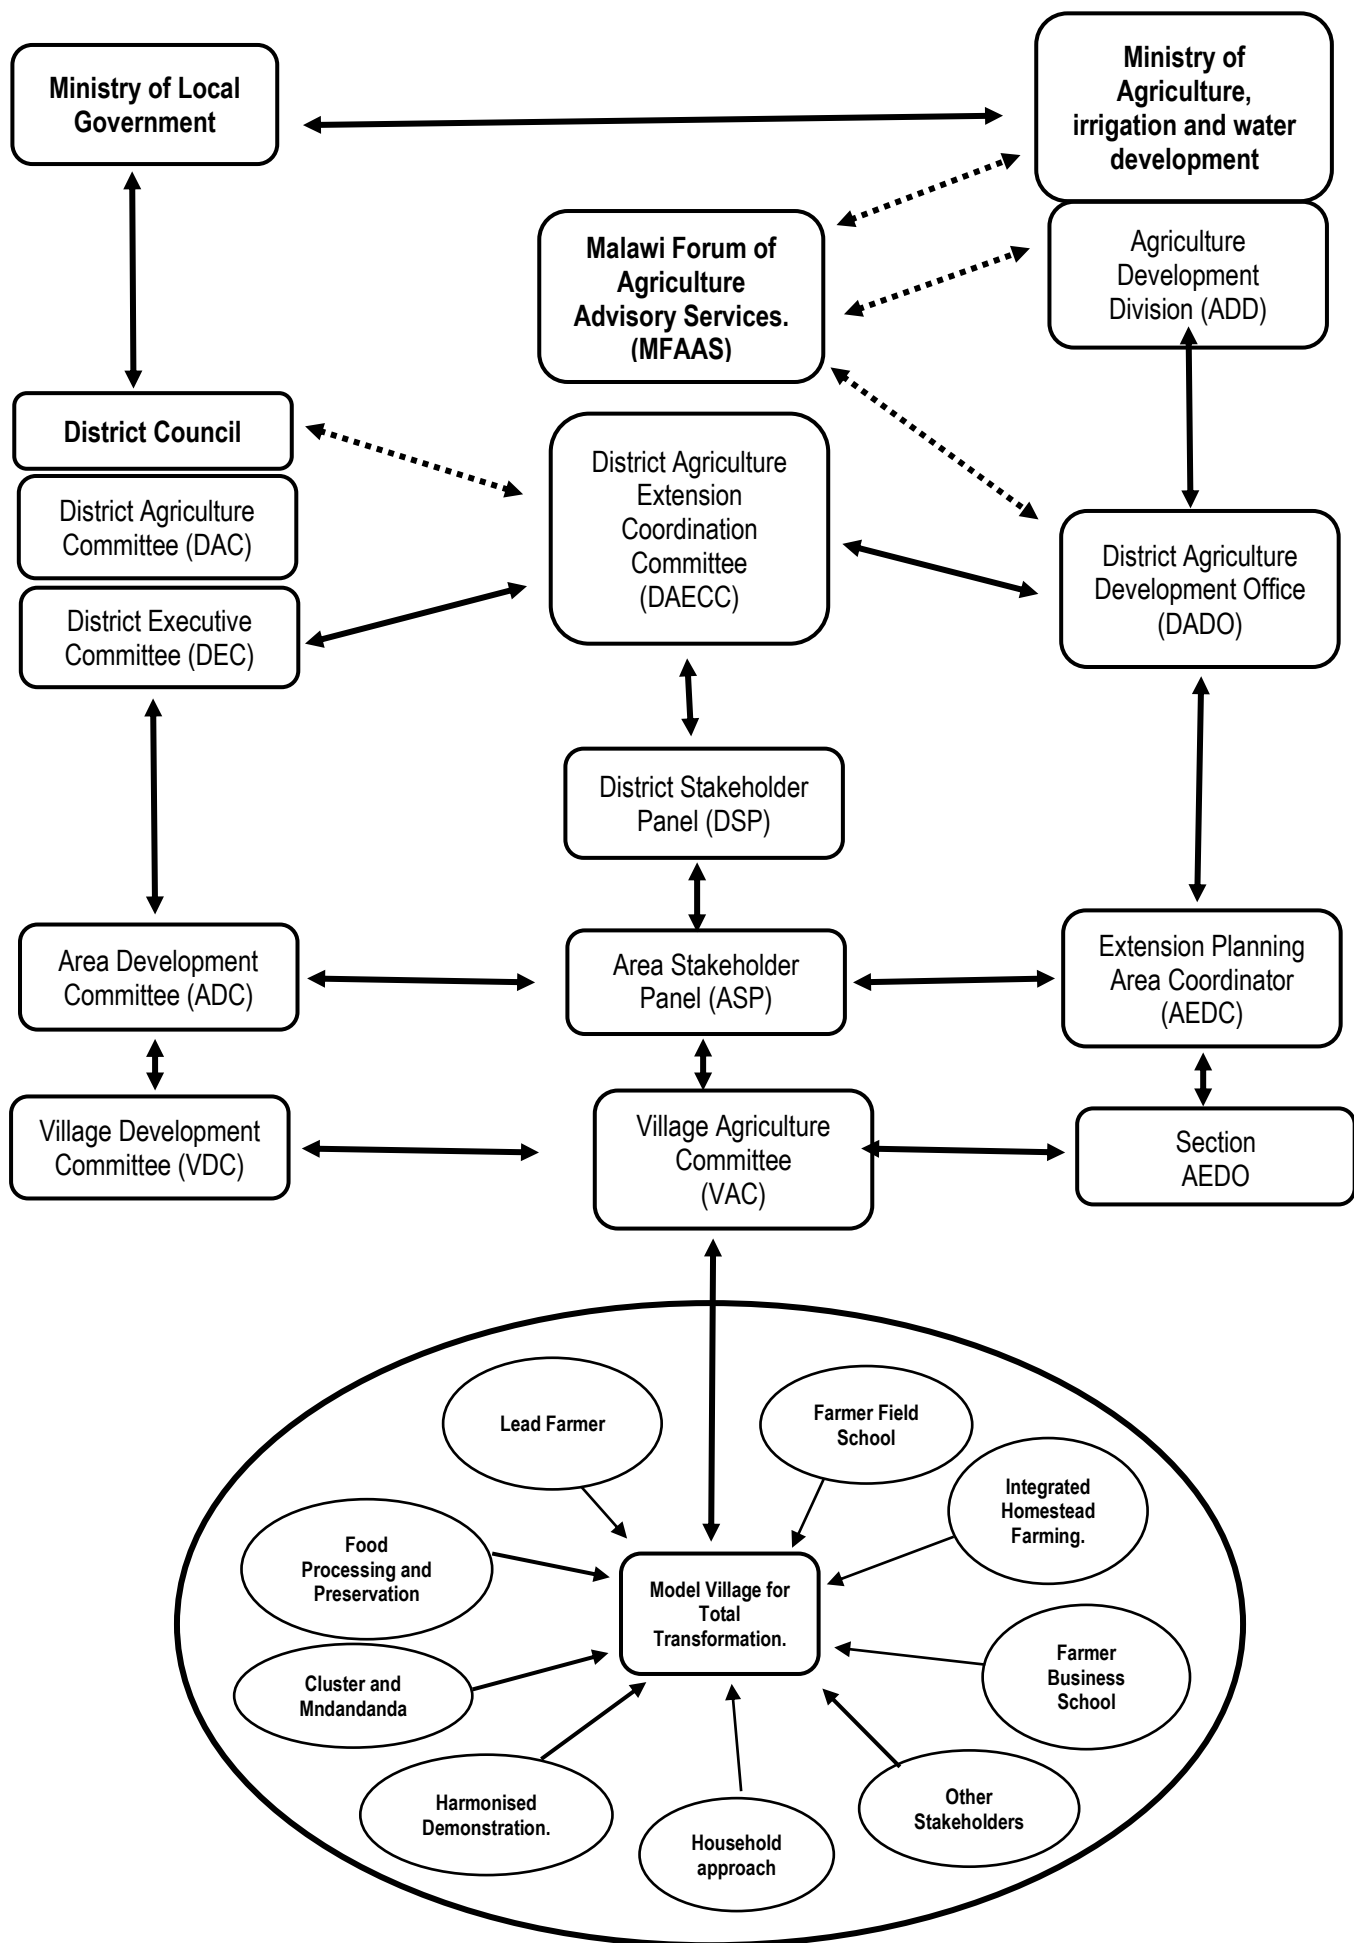 Ministry of Local
Government
Ministry of
Agriculture,
irrigation and water
development
Malawi Forum of
Agriculture
Advisory Services.
(MFAAS)
Agriculture
Development
Division (ADD)
District Council
District Agriculture
Committee (DAC)
District Executive
Committee (DEC)
District Agriculture
Extension
Coordination
Committee
(DAECC)
District Agriculture
Development Office
(DADO)
District Stakeholder
Panel (DSP)
Area Development
Committee (ADC)
Area Stakeholder
Panel (ASP)
Extension Planning
Area Coordinator
(AEDC)
Village Development
Committee (VDC)
Village Agriculture
Committee
(VAC)
Section
AEDO
Lead Farmer
Farmer Field
School
Integrated
Homestead
Farming.
Food
Processing and
Preservation
Model Village for
Total
Transformation.
Cluster and
Mndandanda
Farmer
Business
School
Harmonised
Demonstration.
Household
approach
Other
Stakeholders